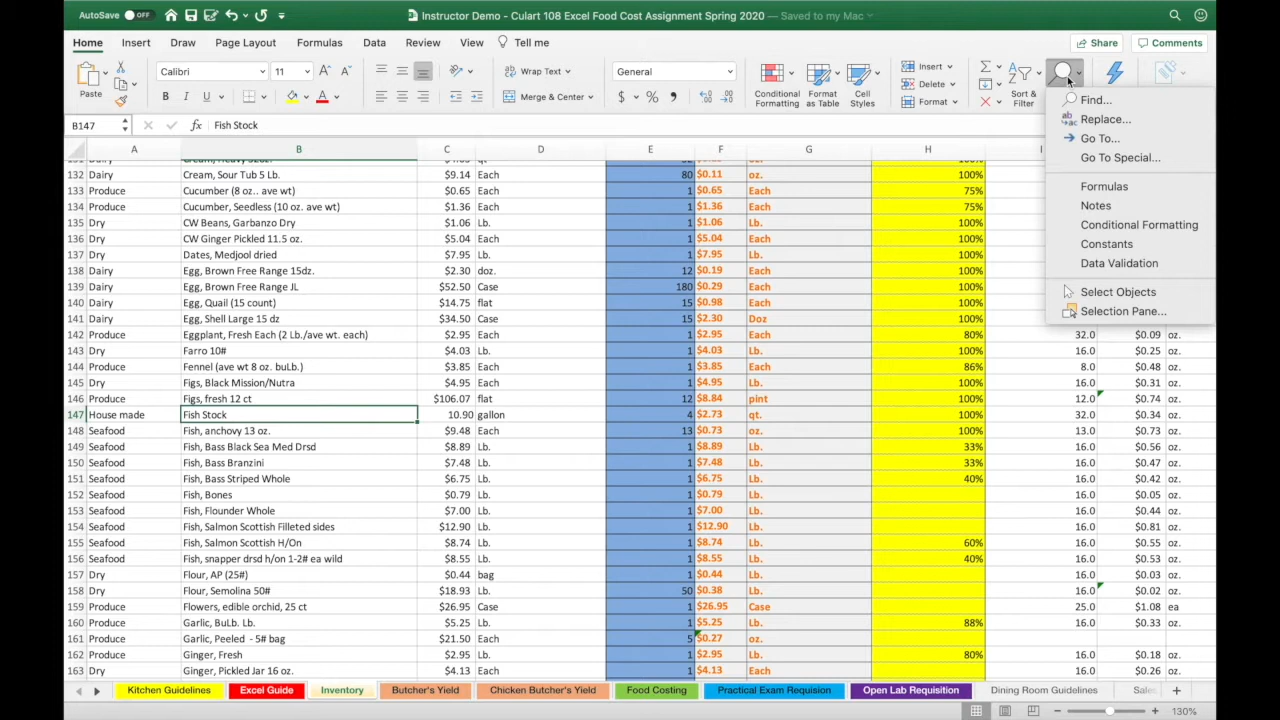 AutoSave OFF Instructor Demo - Culart 108 Excel Food Cost Assignment Spring 2020 — Saved to my Mac
Home Insert Draw Page Layout Formulas Data Review View Tell me Share Comments
Calibri 11 Wrap Text General Insert
Paste B I U A Merge & Center $ % Conditional Formatting Format as Table Cell Styles Delete Format Sort & Filter
Find...
Replace...
Go To...
Go To Special...
Formulas
Notes
Conditional Formatting
Constants
Data Validation
Select Objects
Selection Pane...
B147 fx Fish Stock
A B C D E F G H I
132 Dairy Cream, Sour Tub 5 Lb. $9.14 Each 80 $0.11 oz. 100%
133 Produce Cucumber (8 oz.. ave wt) $0.65 Each 1 $0.65 Each 75%
134 Produce Cucumber, Seedless (10 oz. ave wt) $1.36 Each 1 $1.36 Each 75%
135 Dry CW Beans, Garbanzo Dry $1.06 Lb. 1 $1.06 Lb. 100%
136 Dry CW Ginger Pickled 11.5 oz. $5.04 Each 1 $5.04 Each 100%
137 Dry Dates, Medjool dried $7.95 Lb. 1 $7.95 Lb. 100%
138 Dairy Egg, Brown Free Range 15dz. $2.30 doz. 12 $0.19 Each 100%
139 Dairy Egg, Brown Free Range JL $52.50 Case 180 $0.29 Each 100%
140 Dairy Egg, Quail (15 count) $14.75 flat 15 $0.98 Each 100%
141 Dairy Egg, Shell Large 15 dz $34.50 Case 15 $2.30 Doz 100%
142 Produce Eggplant, Fresh Each (2 Lb./ave wt. each) $2.95 Each 1 $2.95 Each 80% 32.0 $0.09 oz.
143 Dry Farro 10# $4.03 Lb. 1 $4.03 Lb. 100% 16.0 $0.25 oz.
144 Produce Fennel (ave wt 8 oz. buLb.) $3.85 Each 1 $3.85 Each 86% 8.0 $0.48 oz.
145 Dry Figs, Black Mission/Nutra $4.95 Lb. 1 $4.95 Lb. 100% 16.0 $0.31 oz.
146 Produce Figs, fresh 12 ct $106.07 flat 12 $8.84 pint 100% 12.0 $0.74 oz.
147 House made Fish Stock 10.90 gallon 4 $2.73 qt. 100% 32.0 $0.34 oz.
148 Seafood Fish, anchovy 13 oz. $9.48 Each 13 $0.73 oz. 100% 13.0 $0.73 oz.
149 Seafood Fish, Bass Black Sea Med Drsd $8.89 Lb. 1 $8.89 Lb. 33% 16.0 $0.56 oz.
150 Seafood Fish, Bass Branzini $7.48 Lb. 1 $7.48 Lb. 33% 16.0 $0.47 oz.
151 Seafood Fish, Bass Striped Whole $6.75 Lb. 1 $6.75 Lb. 40% 16.0 $0.42 oz.
152 Seafood Fish, Bones $0.79 Lb. 1 $0.79 Lb. 16.0 $0.05 oz.
153 Seafood Fish, Flounder Whole $7.00 Lb. 1 $7.00 Lb. 16.0 $0.44 oz.
154 Seafood Fish, Salmon Scottish Filleted sides $12.90 Lb. 1 $12.90 Lb. 16.0 $0.81 oz.
155 Seafood Fish, Salmon Scottish H/On $8.74 Lb. 1 $8.74 Lb. 60% 16.0 $0.55 oz.
156 Seafood Fish, snapper drsd h/on 1-2# ea wild $8.55 Lb. 1 $8.55 Lb. 40% 16.0 $0.53 oz.
157 Dry Flour, AP (25#) $0.44 bag 1 $0.44 Lb. 16.0 $0.03 oz.
158 Dry Flour, Semolina 50# $18.93 Lb. 50 $0.38 Lb. 16.0 $0.02 oz.
159 Produce Flowers, edible orchid, 25 ct $26.95 Case 1 $26.95 Case 25.0 $1.08 ea
160 Produce Garlic, BuLb. Lb. $5.25 Lb. 1 $5.25 Lb. 88% 16.0 $0.33 oz.
161 Produce Garlic, Peeled - 5# bag $21.50 Each 5 $0.27 oz.
162 Produce Ginger, Fresh $2.95 Lb. 1 $2.95 Lb. 80% 16.0 $0.18 oz.
163 Dry Ginger, Pickled Jar 16 oz. $4.13 Each 1 $4.13 Each 16.0 $0.26 oz.
Kitchen Guidelines Excel Guide Inventory Butcher's Yield Chicken Butcher's Yield Food Costing Practical Exam Requision Open Lab Requisition Dining Room Guidelines
130%